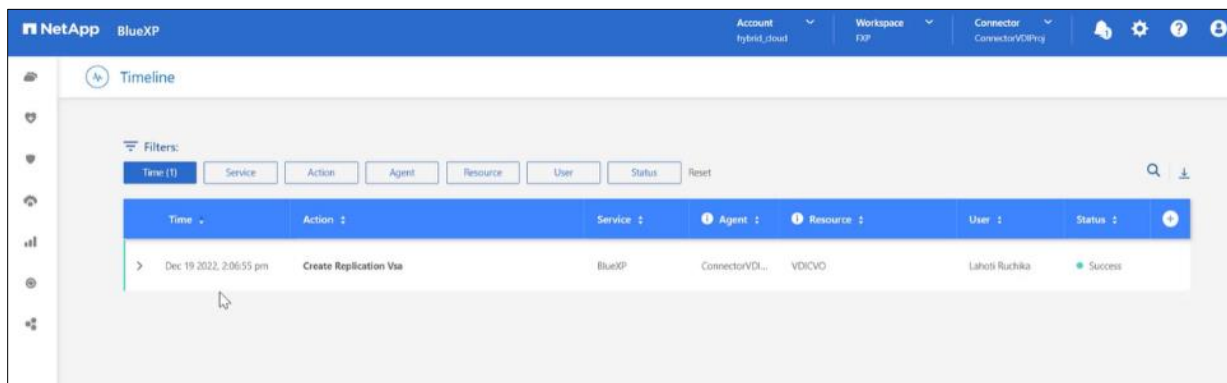 NetApp BlueXP
Account
hybrid_cloud
Workspace
FXP
Connector
ConnectorVDIProj
1
Timeline
Filters:
Time (1) Service Action Agent Resource User Status Reset
Time Action Service Agent Resource User Status
Dec 19 2022, 2:06:55 pm Create Replication Vsa BlueXP ConnectorVDI... VDICVO Lahoti Ruchika Success